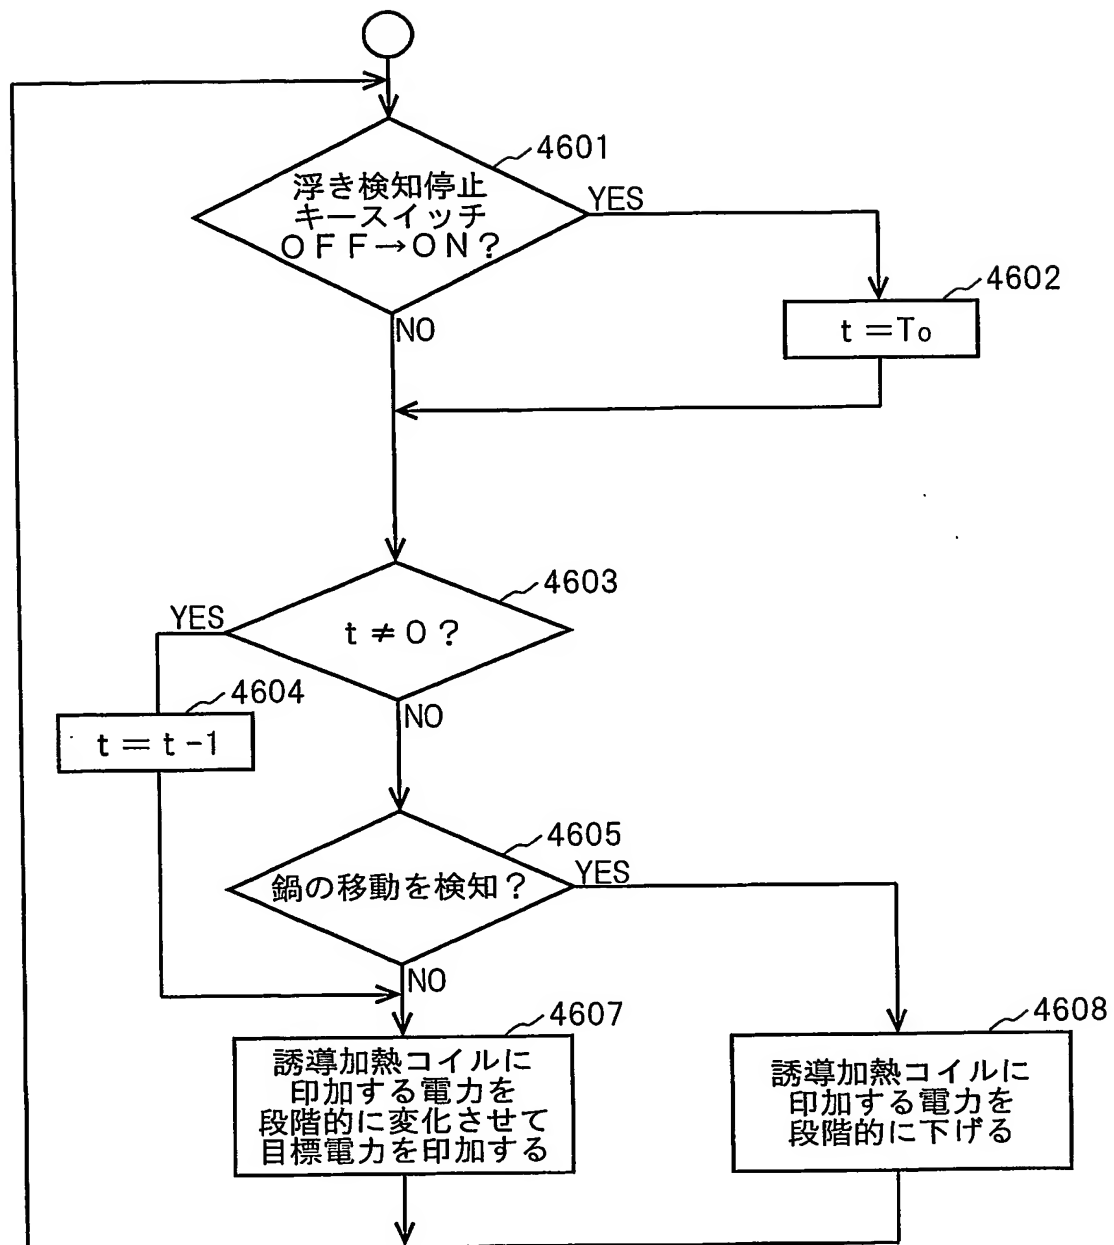 4601
浮き検知停止
キースイッチ
OFF→ON?
YES
NO
4602
t=To
4603
t≠0?
YES
NO
4604
t=t-1
4605
鍋の移動を検知?
YES
NO
4607
誘導加熱コイルに
印加する電力を
段階的に変化させて
目標電力を印加する
4608
誘導加熱コイルに
印加する電力を
段階的に下げる